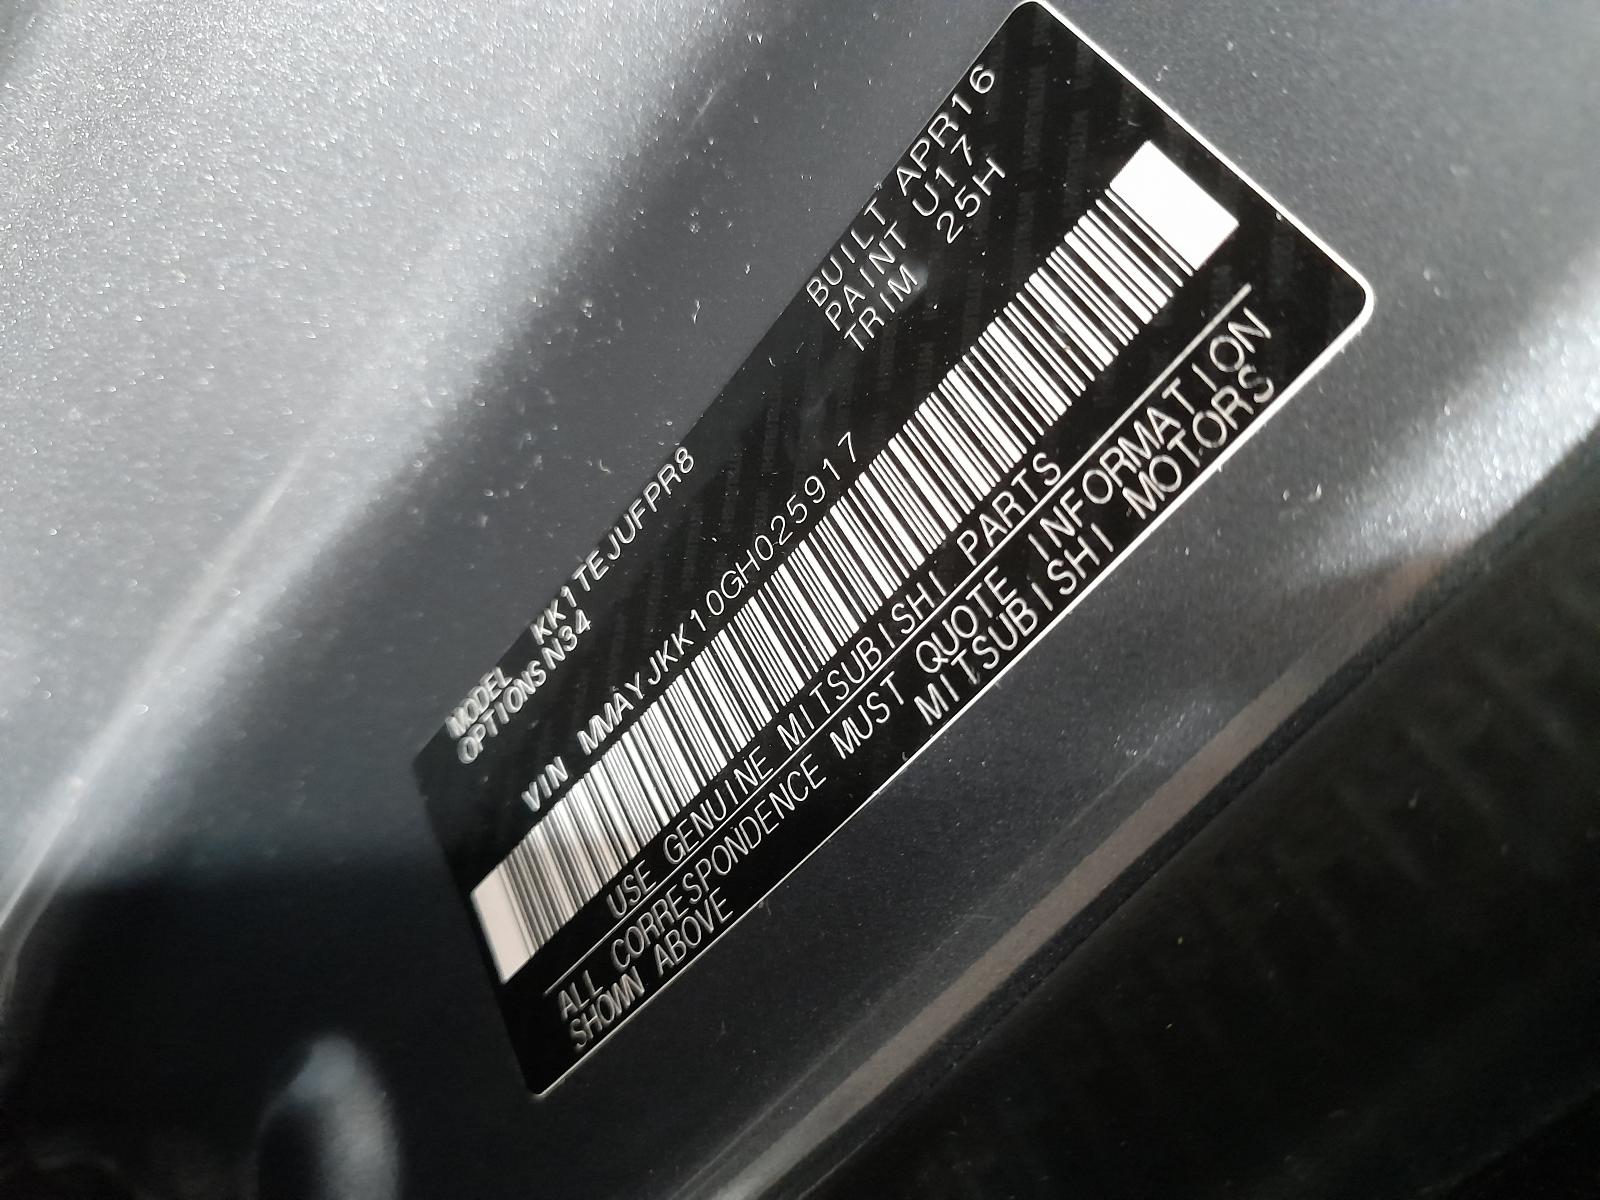 MODEL KK1TEJUFPR8
OPTIONS N34
BUILT APR16
PAINT U17
TRIM 25H
VIN MMAYJKK10GH025917
USE GENUINE MITSUBISHI PARTS
ALL CORRESPONDENCE MUST QUOTE INFORMATION
SHOWN ABOVE MITSUBISHI MOTORS